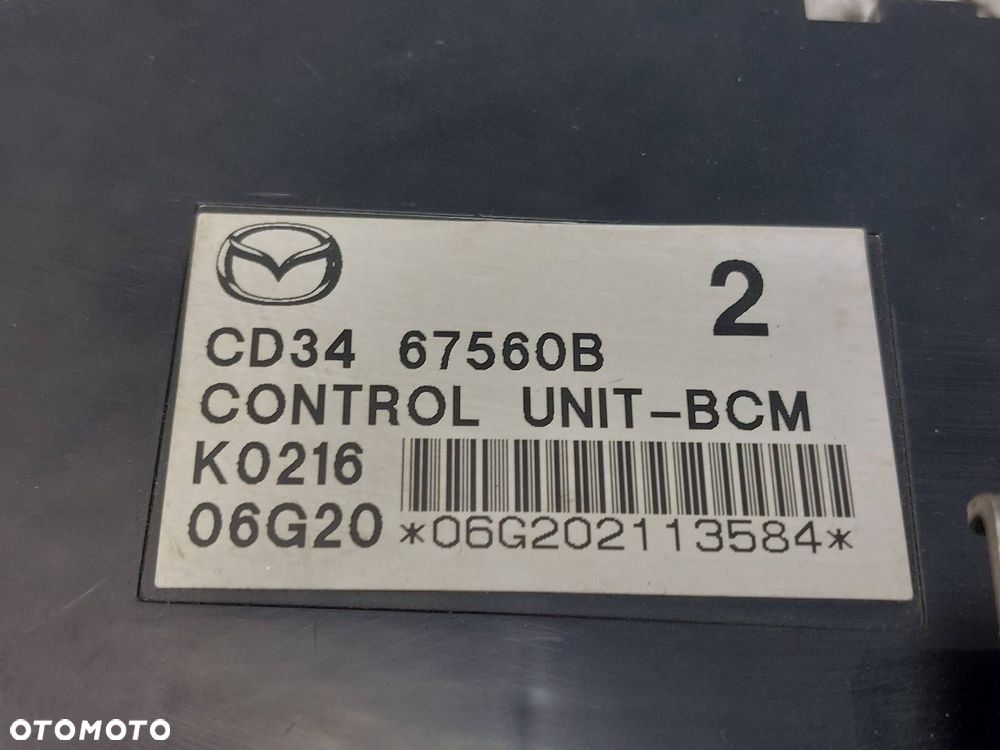 2
CD34 67560B
CONTROL UNIT-BCM
K0216
06G20 *06G202113584*
OTOMOTO